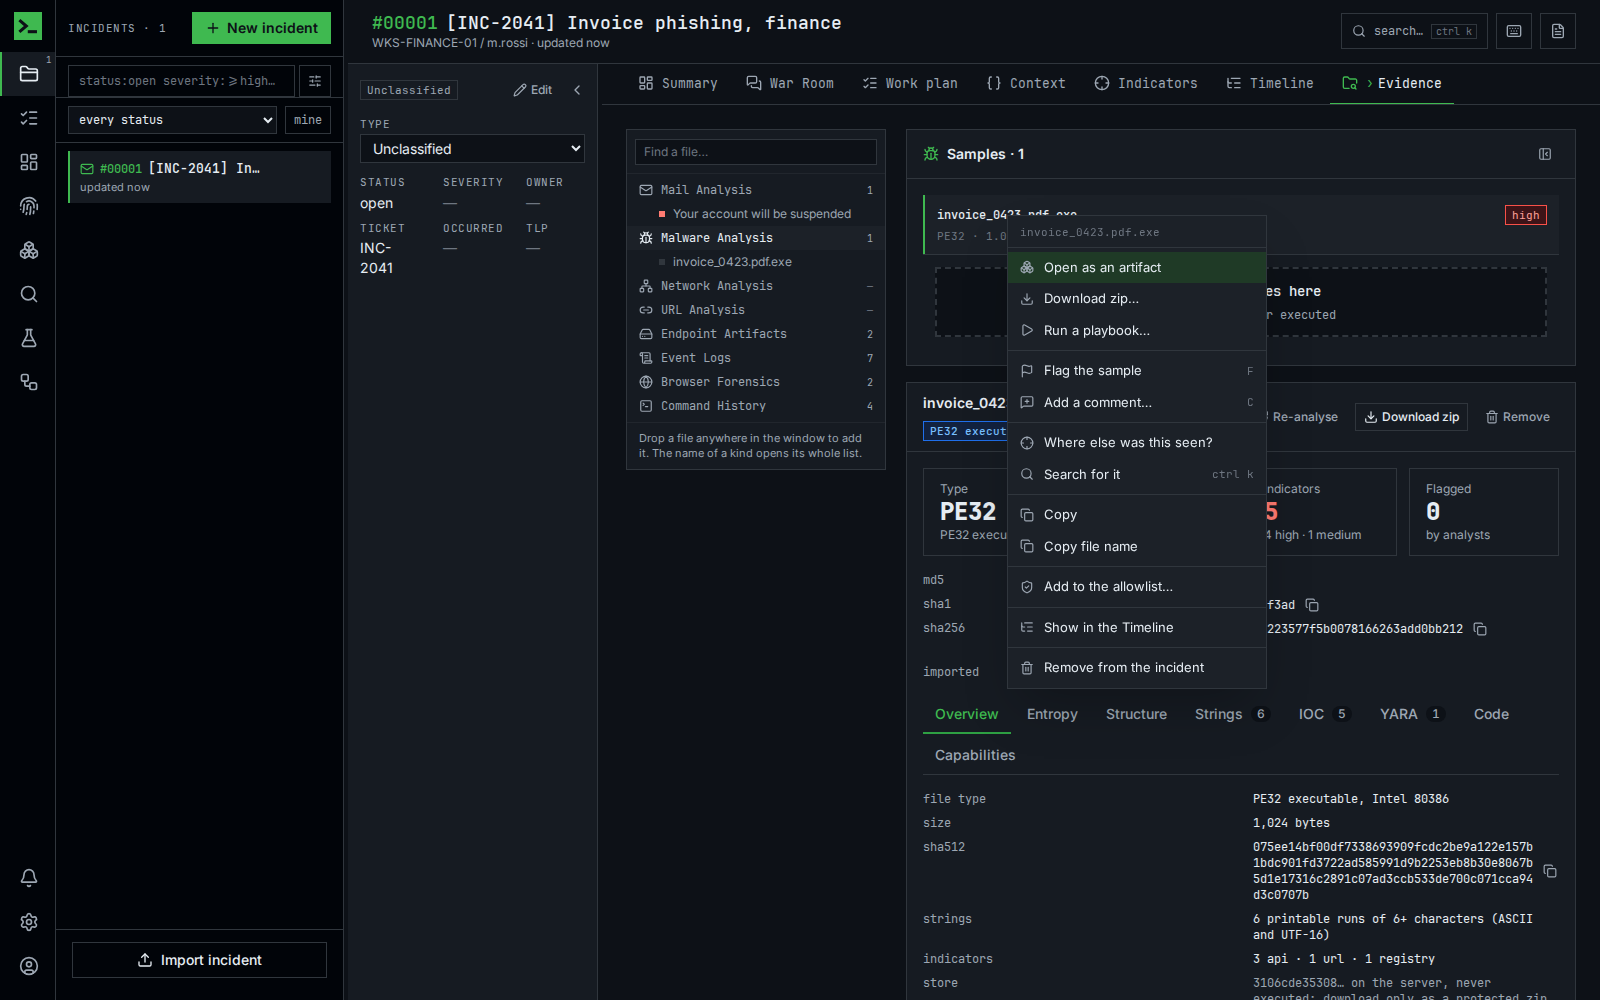 INCIDENTS · 1
New incident
1
status:open severity:≥high…
every status
mine
#00001 [INC-2041] In…
updated now
Import incident
#00001 [INC-2041] Invoice phishing, finance
WKS-FINANCE-01 / m.rossi · updated now
search… ctrl k
Unclassified
Edit
TYPE
Unclassified
STATUS SEVERITY OWNER
open — —
TICKET OCCURRED TLP
INC-2041 — —
Summary
War Room
Work plan
Context
Indicators
Timeline
› Evidence
Find a file…
Mail Analysis 1
Your account will be suspended
Malware Analysis 1
invoice_0423.pdf.exe
Network Analysis –
URL Analysis –
Endpoint Artifacts 2
Event Logs 7
Browser Forensics 2
Command History 4
Drop a file anywhere in the window to add
it. The name of a kind opens its whole list.
Samples · 1
invoice_0423.pdf.exe
high
PE32 · 1.0
es here
r executed
invoice_0423.pdf.exe
Open as an artifact
Download zip…
Run a playbook…
Flag the sample F
Add a comment… C
Where else was this seen?
Search for it ctrl k
Copy
Copy file name
Add to the allowlist…
Show in the Timeline
Remove from the incident
invoice_042
PE32 execut
Re-analyse
Download zip
Remove
Type
PE32
PE32 execu
ndicators
5
4 high · 1 medium
Flagged
0
by analysts
md5
sha1 f3ad
sha256 223577f5b0078166263add0bb212
imported
Overview
Entropy
Structure
Strings 6
IOC 5
YARA 1
Code
Capabilities
file type PE32 executable, Intel 80386
size 1,024 bytes
sha512 075ee14bf00df7338693909fcdc2be9a122e157b
1bdc901fd3722ad585991d9b2253eb8b30e8067b
5d1e17316c2891c07ad3ccb533de700c071cca94
d3c0707b
strings 6 printable runs of 6+ characters (ASCII
and UTF-16)
indicators 3 api · 1 url · 1 registry
store 3106cde35308… on the server, never
executed; download only as a protected zip